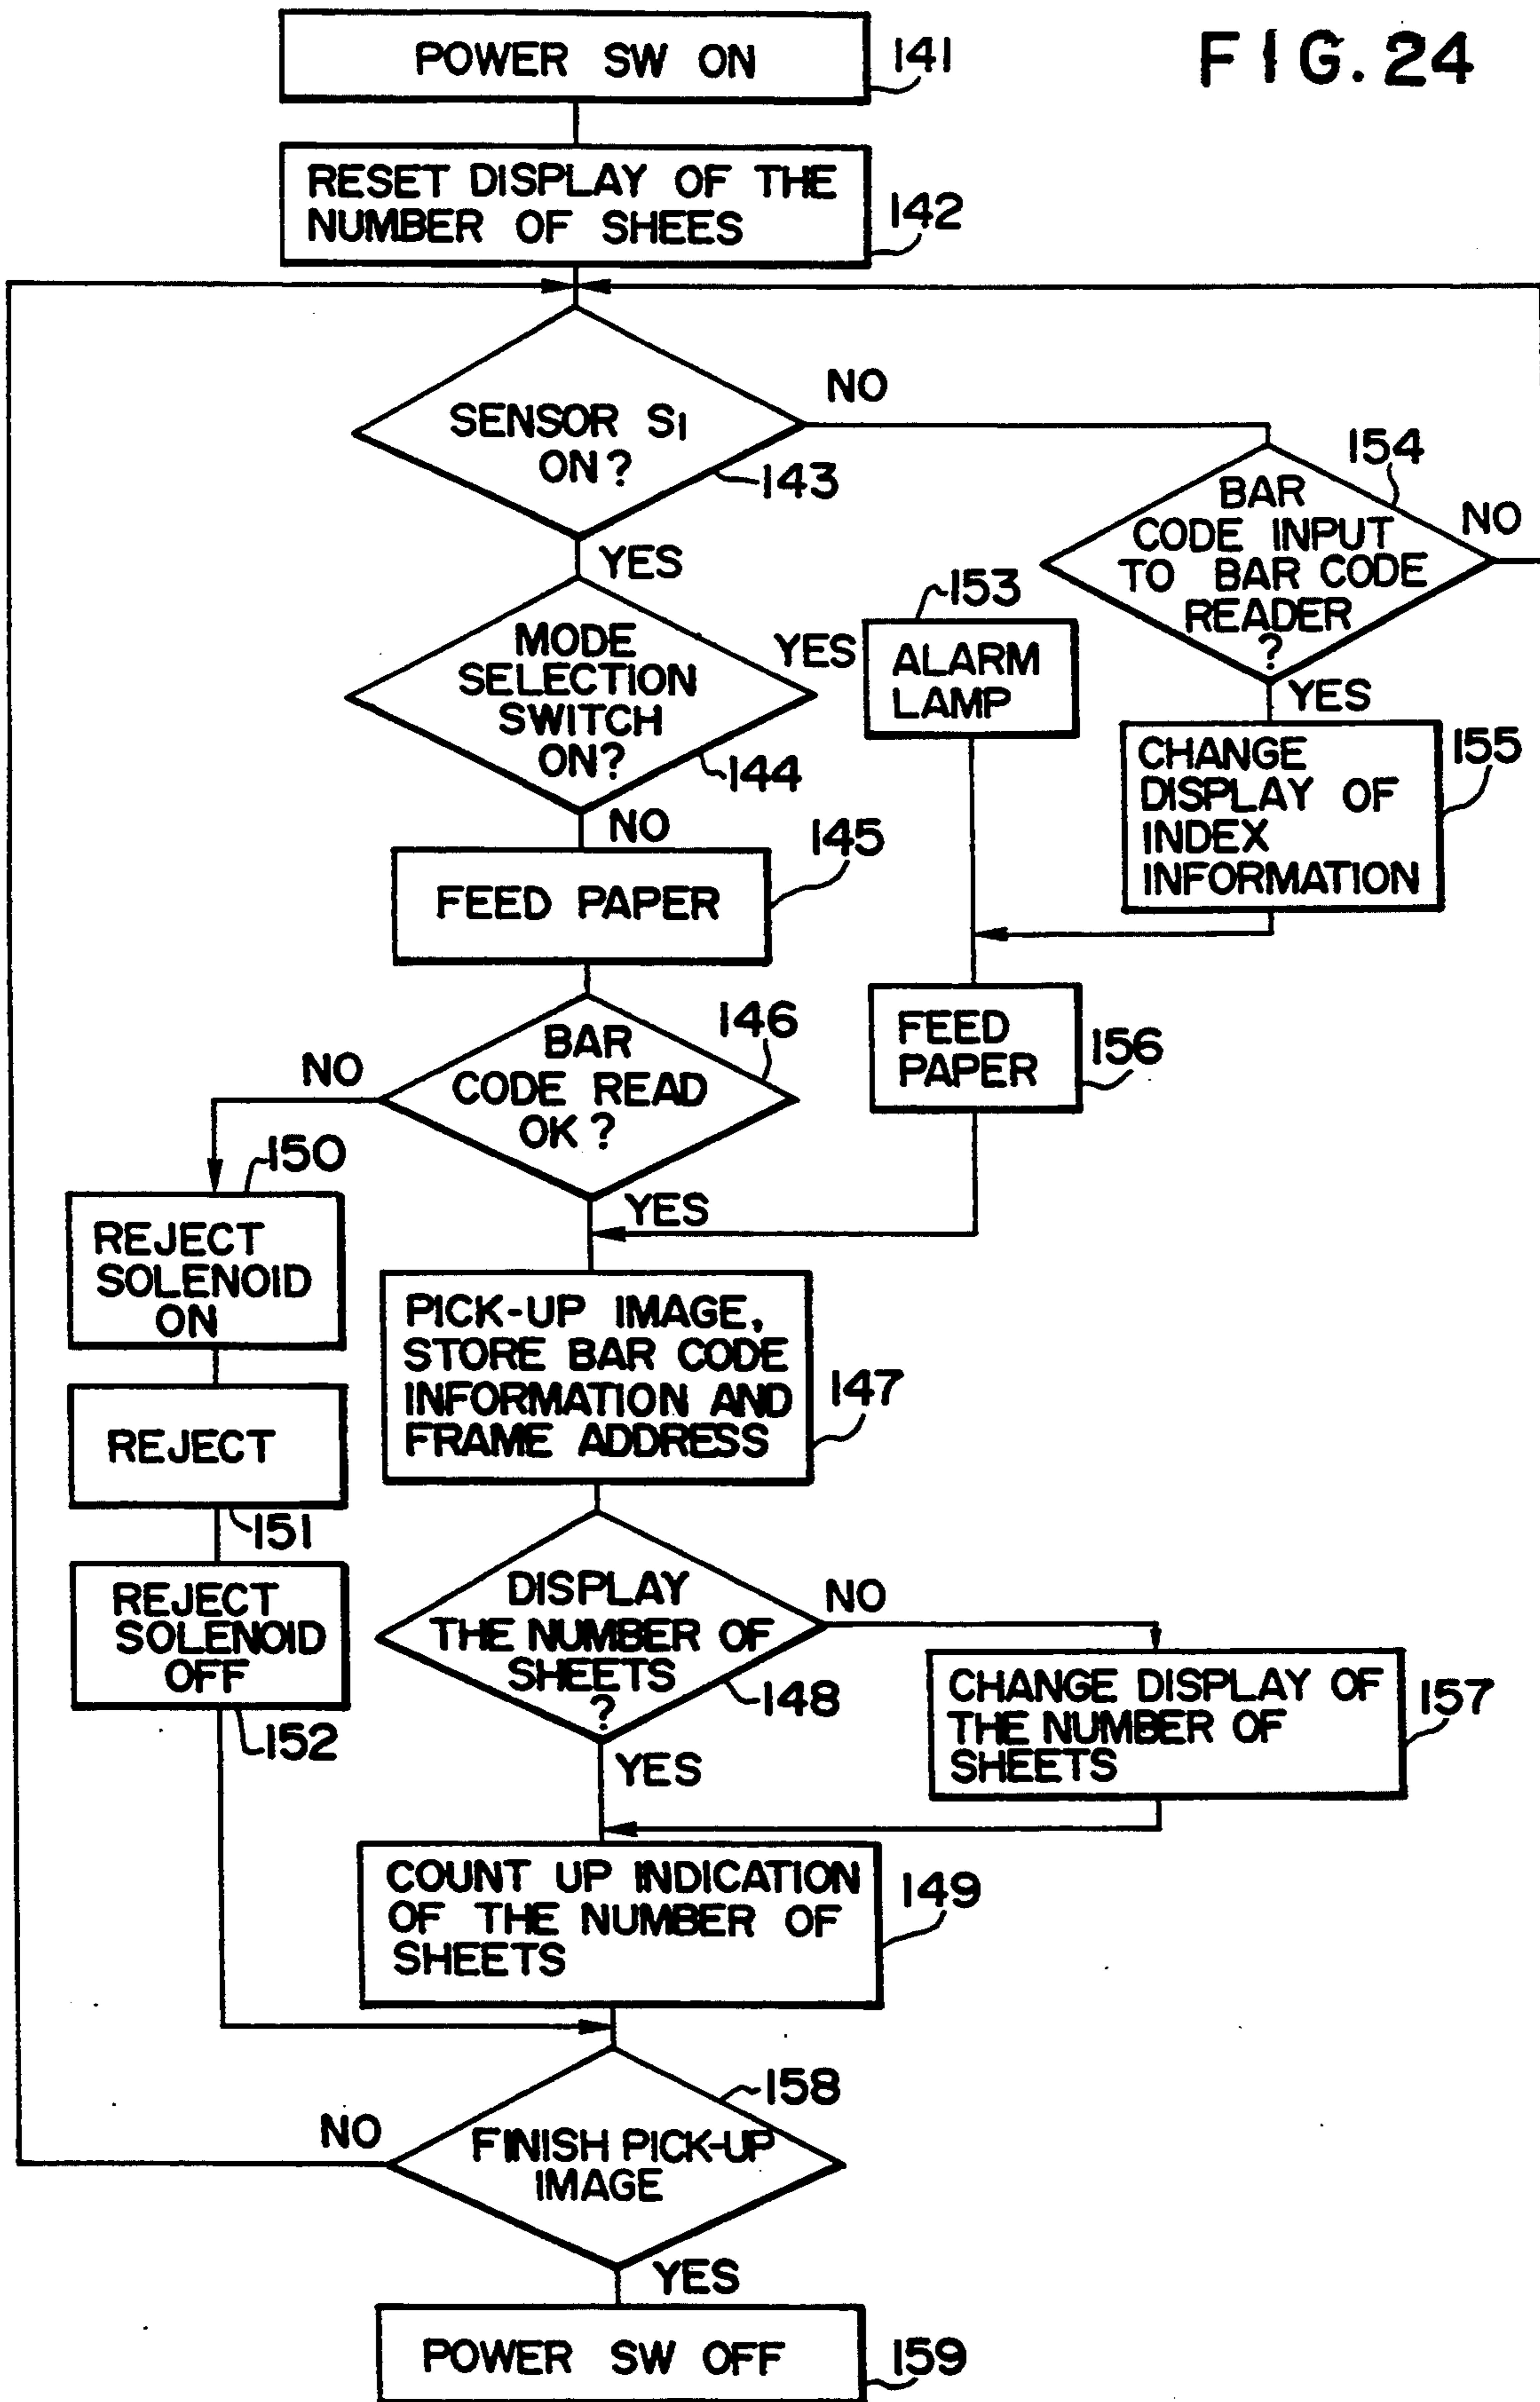 FIG. 24
POWER SW ON
141
RESET DISPLAY OF THE
NUMBER OF SHEES
142
SENSOR S1
ON?
143
NO
YES
154
BAR
CODE INPUT
TO BAR CODE
READER
?
NO
YES
MODE
SELECTION
SWITCH
ON?
144
YES
NO
153
ALARM
LAMP
CHANGE
DISPLAY OF
INDEX
INFORMATION
155
FEED PAPER
145
FEED
PAPER
156
BAR
CODE READ
OK?
146
NO
YES
150
REJECT
SOLENOID
ON
REJECT
151
REJECT
SOLENOID
OFF
152
PICK-UP IMAGE,
STORE BAR CODE
INFORMATION AND
FRAME ADDRESS
147
DISPLAY
THE NUMBER OF
SHEETS
?
148
NO
YES
CHANGE DISPLAY OF
THE NUMBER OF
SHEETS
157
COUNT UP INDICATION
OF THE NUMBER OF
SHEETS
149
158
FINISH PICK-UP
IMAGE
NO
YES
POWER SW OFF
159